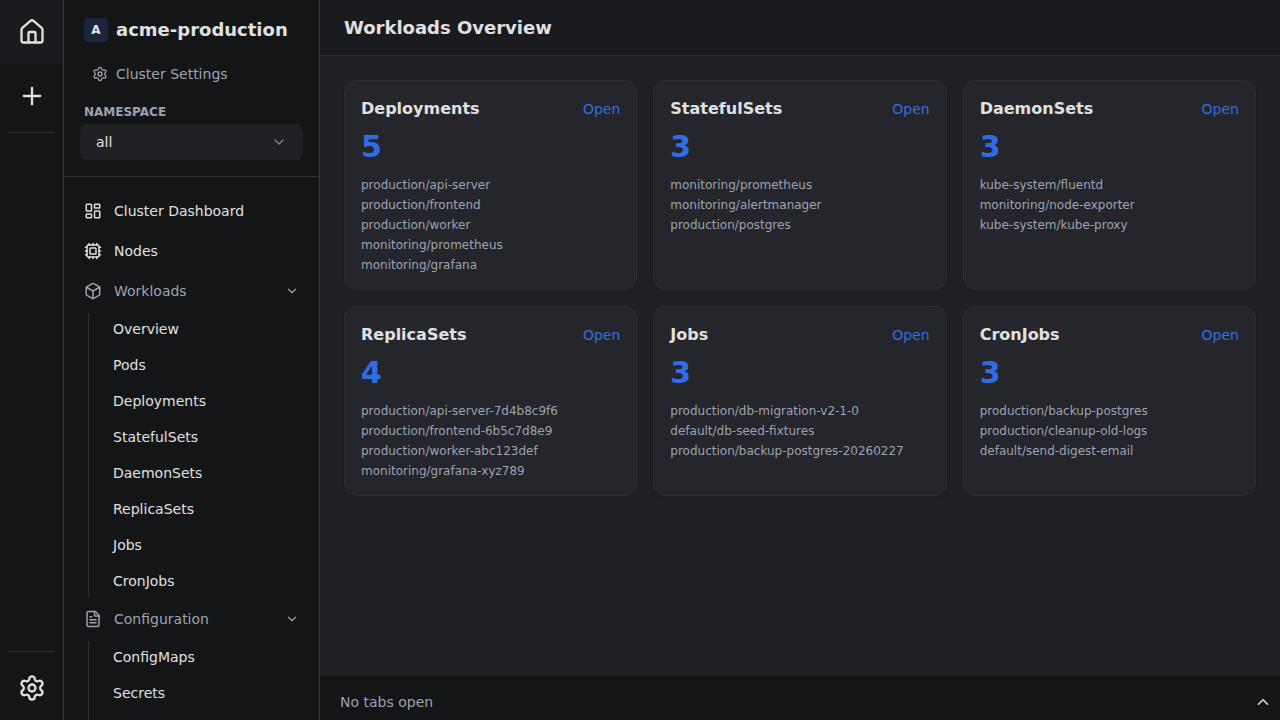 A acme-production
Cluster Settings
NAMESPACE
all
Cluster Dashboard
Nodes
Workloads
Overview
Pods
Deployments
StatefulSets
DaemonSets
ReplicaSets
Jobs
CronJobs
Configuration
ConfigMaps
Secrets
Workloads Overview
Deployments Open
5
production/api-server
production/frontend
production/worker
monitoring/prometheus
monitoring/grafana
StatefulSets Open
3
monitoring/prometheus
monitoring/alertmanager
production/postgres
DaemonSets Open
3
kube-system/fluentd
monitoring/node-exporter
kube-system/kube-proxy
ReplicaSets Open
4
production/api-server-7d4b8c9f6
production/frontend-6b5c7d8e9
production/worker-abc123def
monitoring/grafana-xyz789
Jobs Open
3
production/db-migration-v2-1-0
default/db-seed-fixtures
production/backup-postgres-20260227
CronJobs Open
3
production/backup-postgres
production/cleanup-old-logs
default/send-digest-email
No tabs open